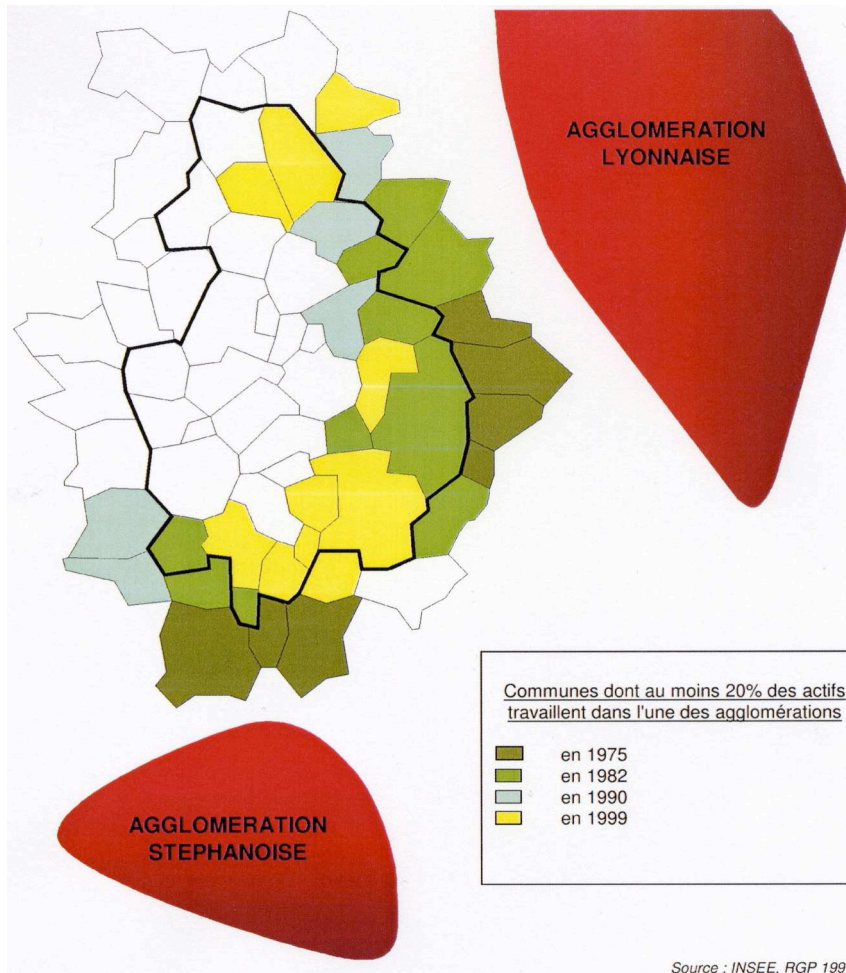 AGGLOMERATION
LYONNAISE
Communes dont au moins 20% des actifs
travaillent dans l'une des agglomérations
en 1975
en 1982
en 1990
en 1999
AGGLOMERATION
STEPHANOISE
Source : INSEE, RGP 199